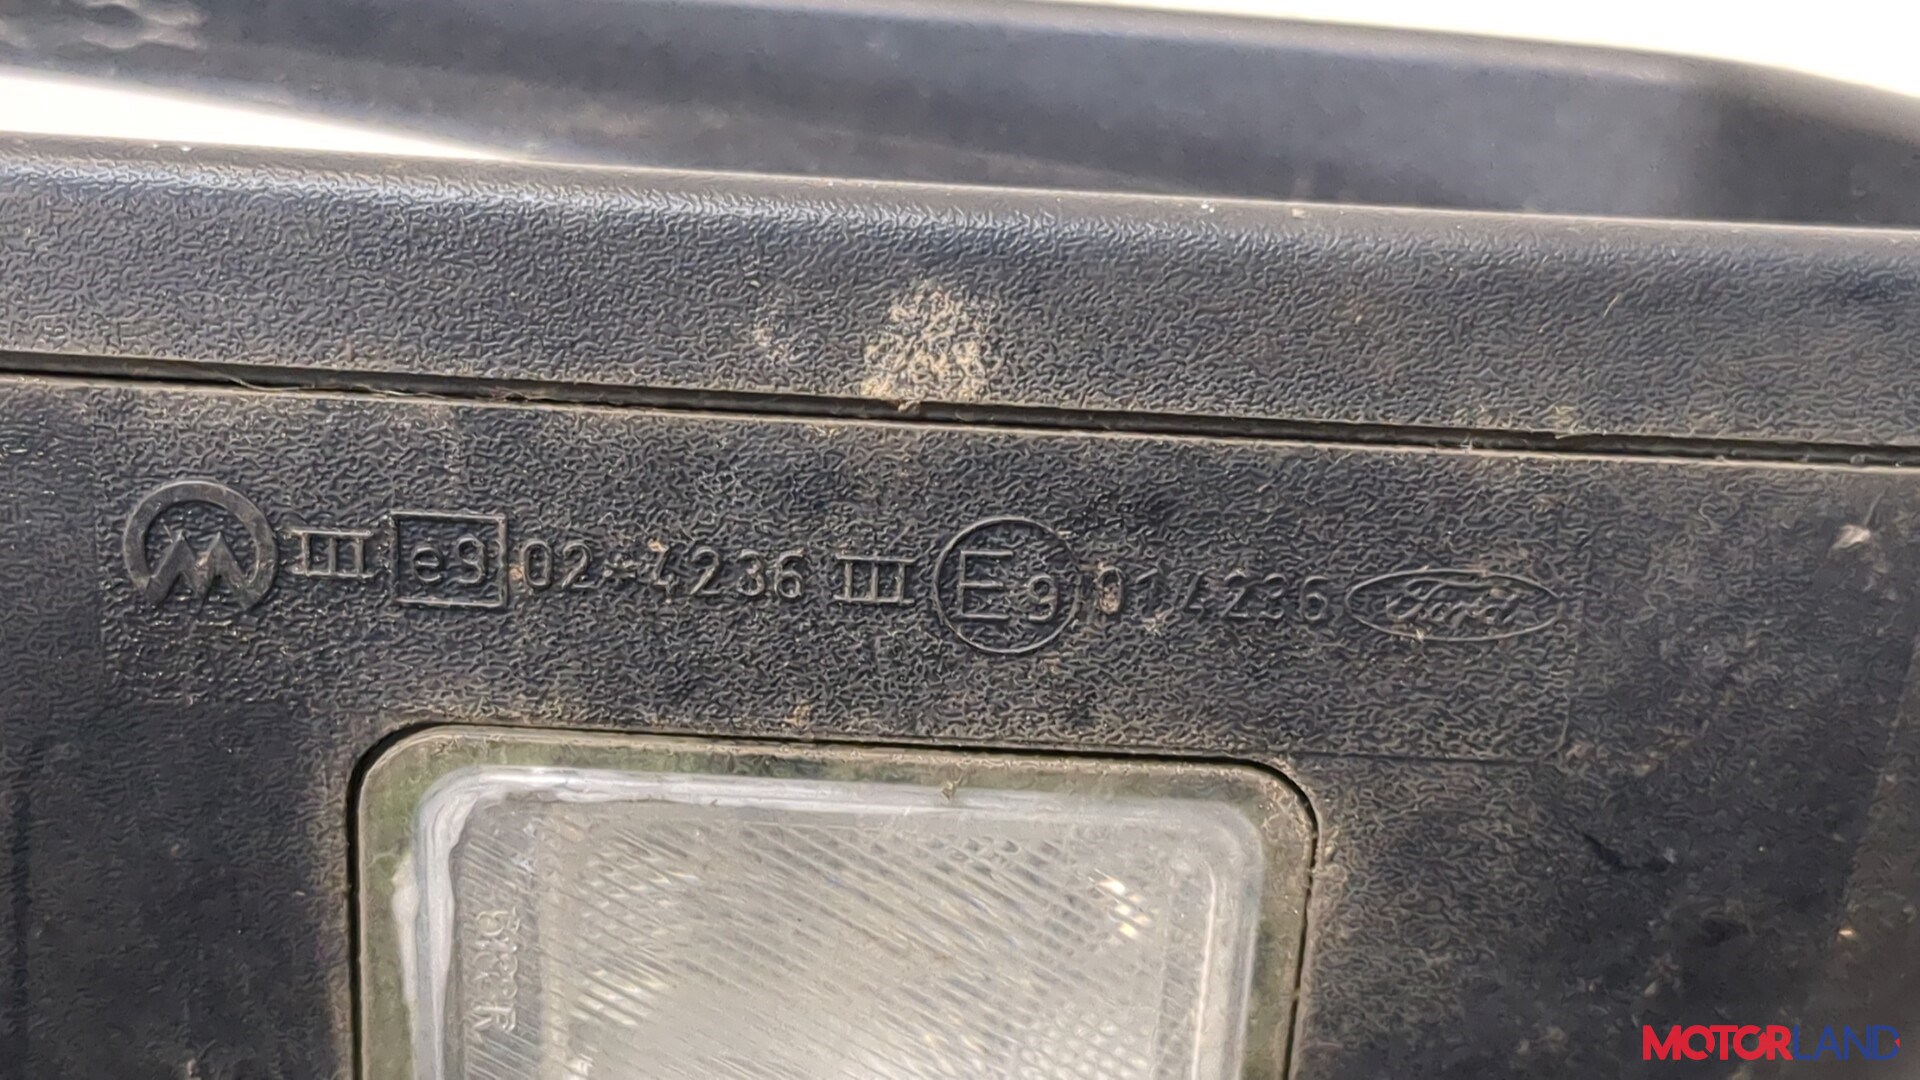 III e9 02*4236 III E9 014236 Ford
MOTORLAND